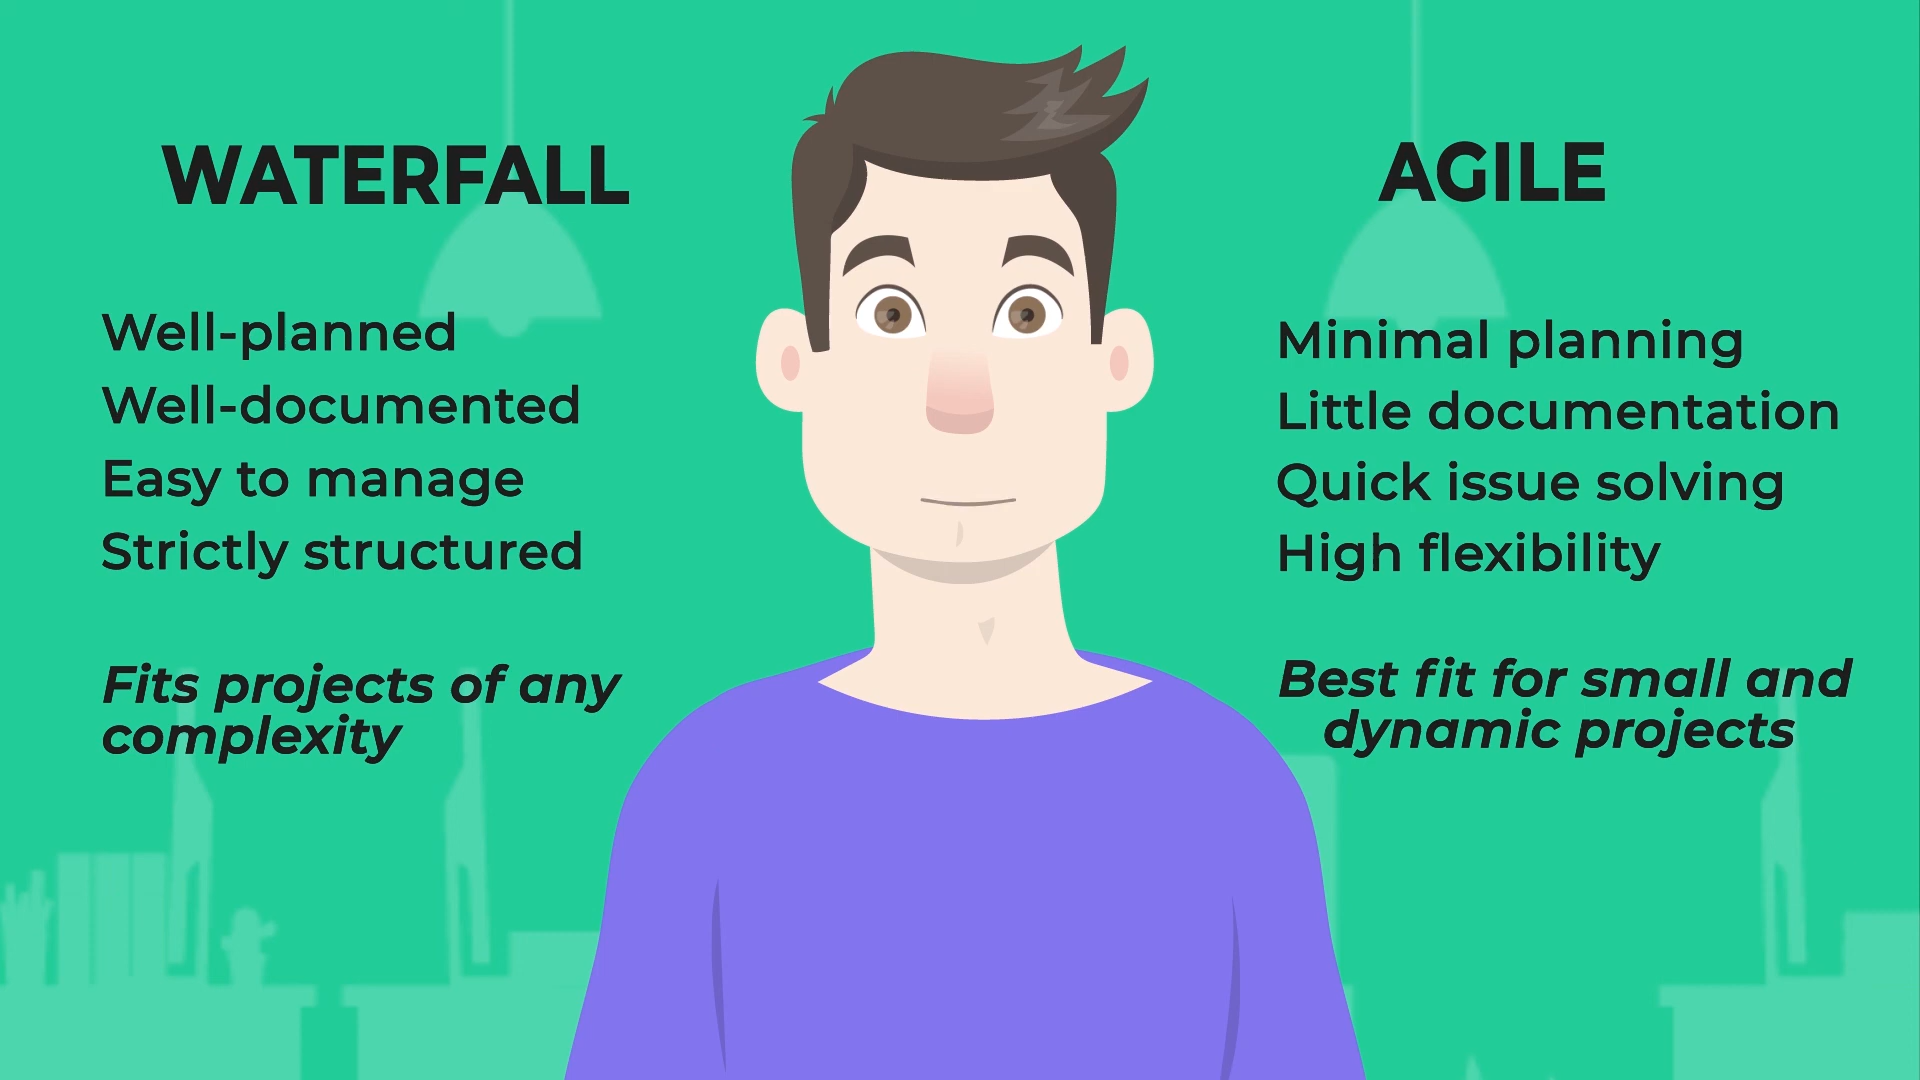 WATERFALL
Well-planned
Well-documented
Easy to manage
Strictly structured
Fits projects of any
complexity
AGILE
Minimal planning
Little documentation
Quick issue solving
High flexibility
Best fit for small and
dynamic projects